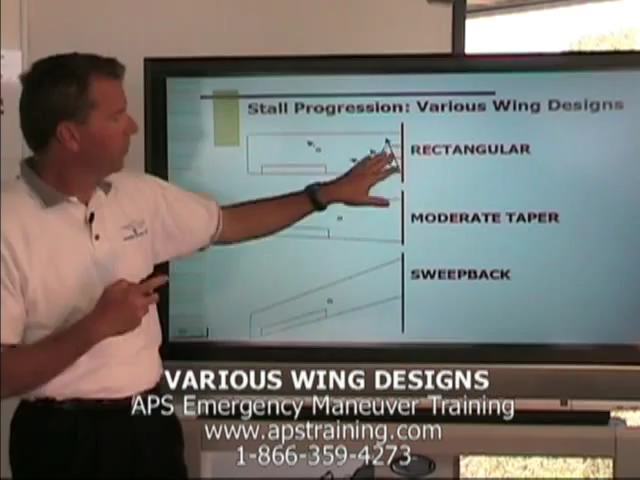 Stall Progression: Various Wing Designs
RECTANGULAR
MODERATE TAPER
SWEEPBACK
VARIOUS WING DESIGNS
APS Emergency Maneuver Training
www.apstraining.com
1-866-359-4273